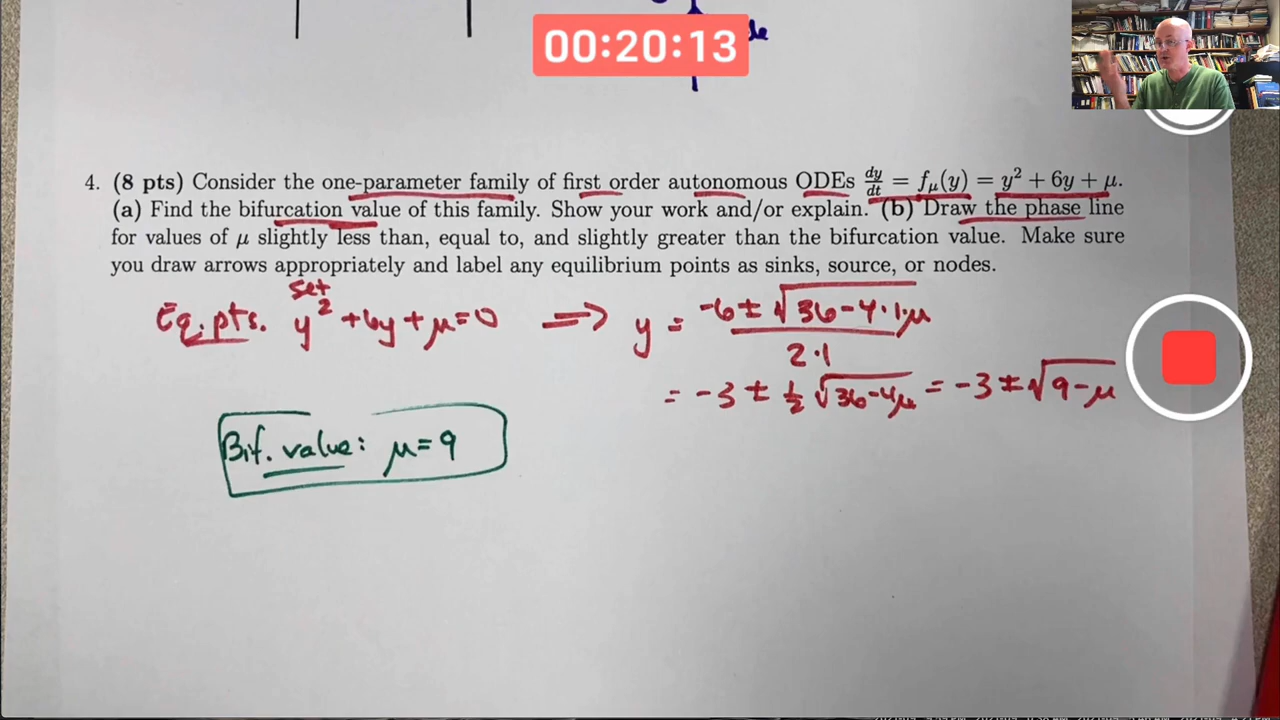 00:20:13
4. (8 pts) Consider the one-parameter family of first order autonomous ODEs dy/dt = fμ(y) = y² + 6y + μ.
(a) Find the bifurcation value of this family. Show your work and/or explain. (b) Draw the phase line
for values of μ slightly less than, equal to, and slightly greater than the bifurcation value. Make sure
you draw arrows appropriately and label any equilibrium points as sinks, source, or nodes.
Eq. pts. y² + 6y + μ = 0 ⟹ y = (-6 ± √(36-4·1·μ))/(2·1)
set
= -3 ± ½ √(36-4μ) = -3 ± √(9-μ)
Bif. value: μ = 9